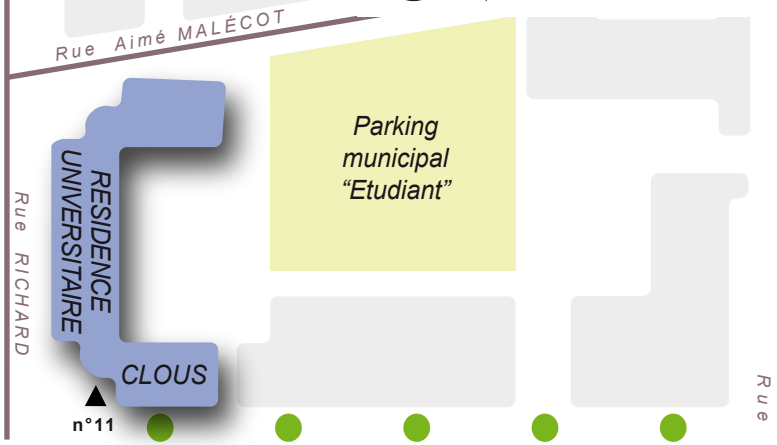 Rue Aimé MALÉCOT
Parking
municipal
“Etudiant”
RESIDENCE
UNIVERSITAIRE
Rue RICHARD
CLOUS
n°11
Rue